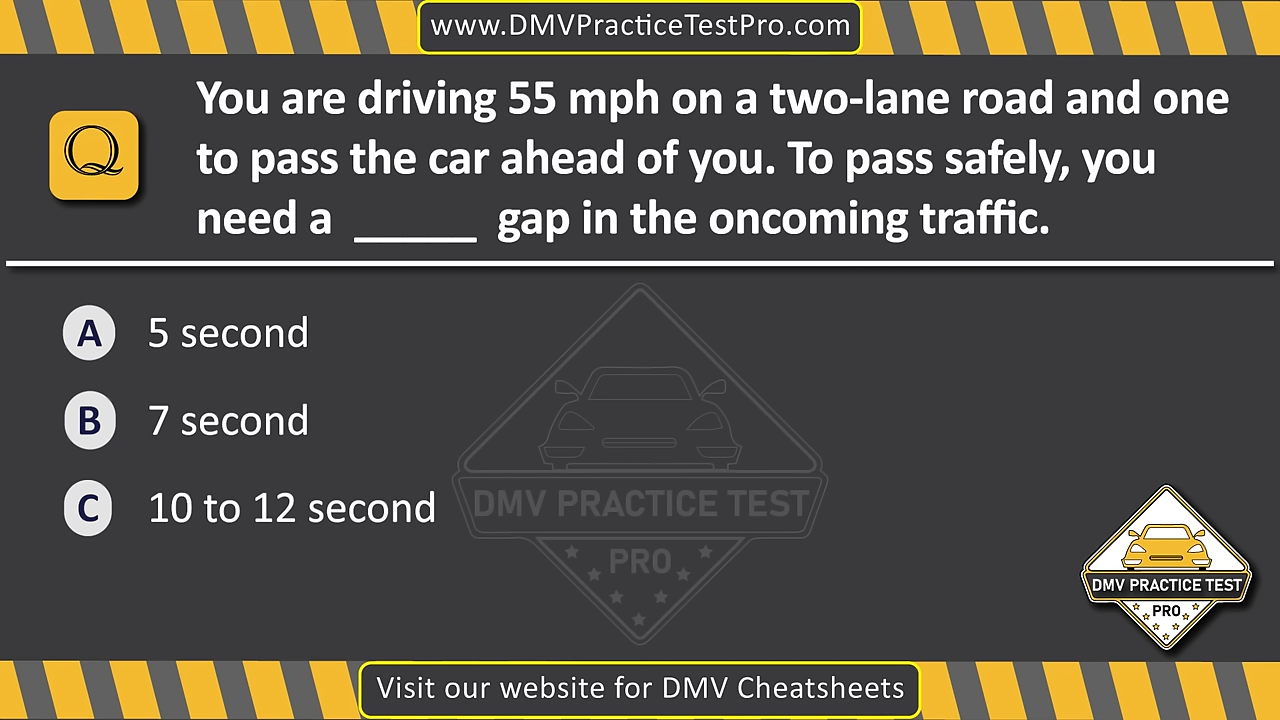 www.DMVPracticeTestPro.com
Q
You are driving 55 mph on a two-lane road and one
to pass the car ahead of you. To pass safely, you
need a _____ gap in the oncoming traffic.
A 5 second
B 7 second
C 10 to 12 second
DMV PRACTICE TEST
PRO
DMV PRACTICE TEST
PRO
Visit our website for DMV Cheatsheets